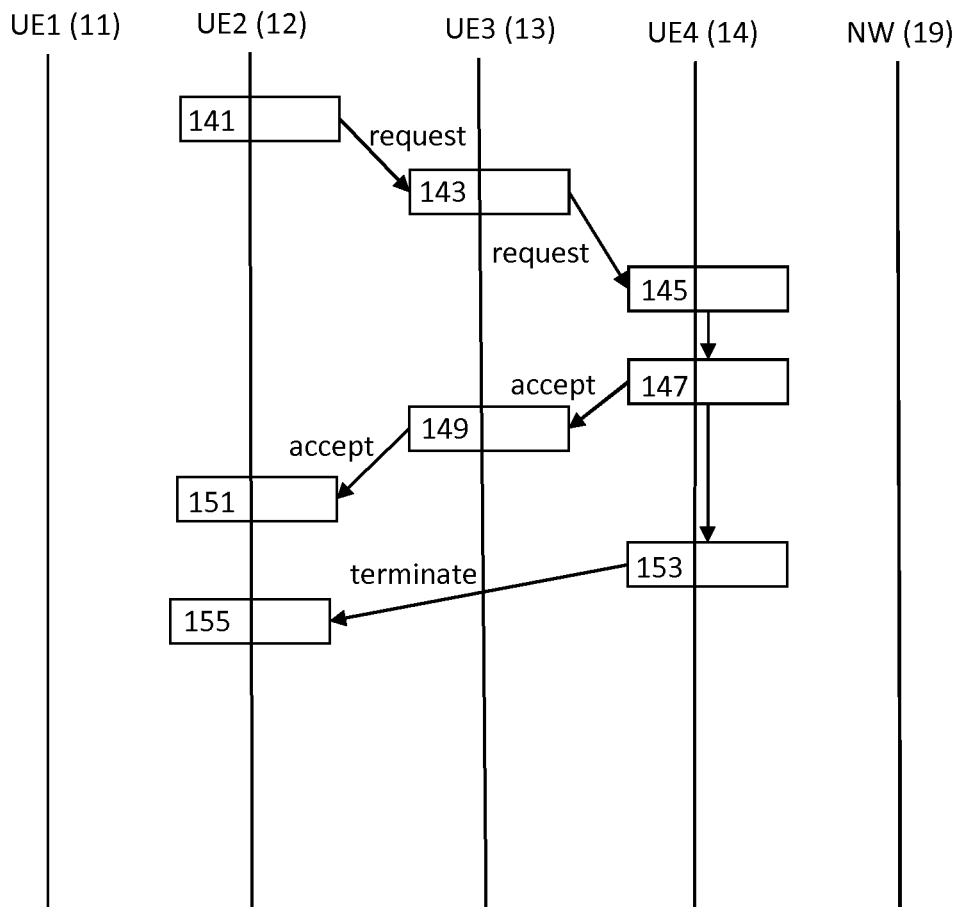 UE1 (11)
UE2 (12)
UE3 (13)
UE4 (14)
NW (19)
141
request
143
request
145
147
accept
149
accept
151
153
terminate
155